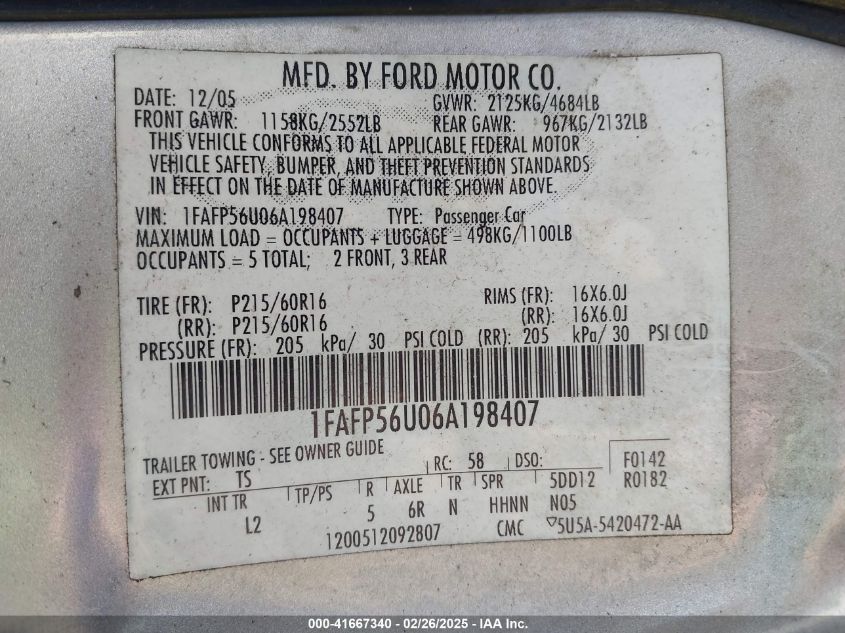 MFD. BY FORD MOTOR CO.
DATE: 12/05 GVWR: 2125KG/4684LB
FRONT GAWR: 1158KG/2552LB REAR GAWR: 967KG/2132LB
THIS VEHICLE CONFORMS TO ALL APPLICABLE FEDERAL MOTOR
VEHICLE SAFETY, BUMPER, AND THEFT PREVENTION STANDARDS
IN EFFECT ON THE DATE OF MANUFACTURE SHOWN ABOVE.
VIN: 1FAFP56U06A198407 TYPE: Passenger Car
MAXIMUM LOAD = OCCUPANTS + LUGGAGE = 498KG/1100LB
OCCUPANTS = 5 TOTAL; 2 FRONT, 3 REAR
TIRE (FR): P215/60R16 RIMS (FR): 16X6.0J
(RR): P215/60R16 (RR): 16X6.0J
PRESSURE (FR): 205 kPa/ 30 PSI COLD (RR): 205 kPa/ 30 PSI COLD
1FAFP56U06A198407
TRAILER TOWING - SEE OWNER GUIDE
EXT PNT: TS RC: 58 DSO: F0142
INT TR TP/PS R AXLE TR SPR 5DD12 R0182
L2 5 6R N HHNN N05
1200512092807 CMC 5U5A-5420472-AA
000-41667340 - 02/26/2025 - IAA Inc.